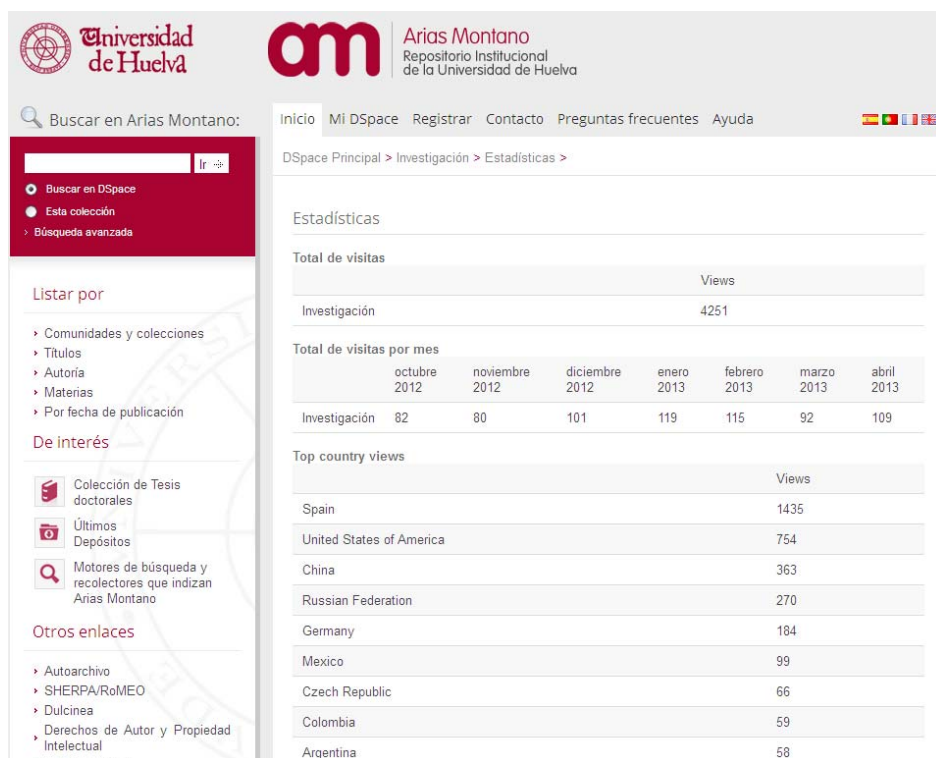 Universidad
de Huelva
am
Arias Montano
Repositorio Institucional
de la Universidad de Huelva
Buscar en Arias Montano:
Inicio Mi DSpace Registrar Contacto Preguntas frecuentes Ayuda
Ir
Buscar en DSpace
Esta colección
Búsqueda avanzada
Listar por
Comunidades y colecciones
Títulos
Autoría
Materias
Por fecha de publicación
De interés
Colección de Tesis
doctorales
Últimos
Depósitos
Motores de búsqueda y
recolectores que indizan
Arias Montano
Otros enlaces
Autoarchivo
SHERPA/RoMEO
Dulcinea
Derechos de Autor y Propiedad
Intelectual
DSpace Principal > Investigación > Estadísticas >
Estadísticas
Total de visitas
Views
Investigación 4251
Total de visitas por mes
octubre 2012 noviembre 2012 diciembre 2012 enero 2013 febrero 2013 marzo 2013 abril 2013
Investigación 82 80 101 119 115 92 109
Top country views
Views
Spain 1435
United States of America 754
China 363
Russian Federation 270
Germany 184
Mexico 99
Czech Republic 66
Colombia 59
Argentina 58